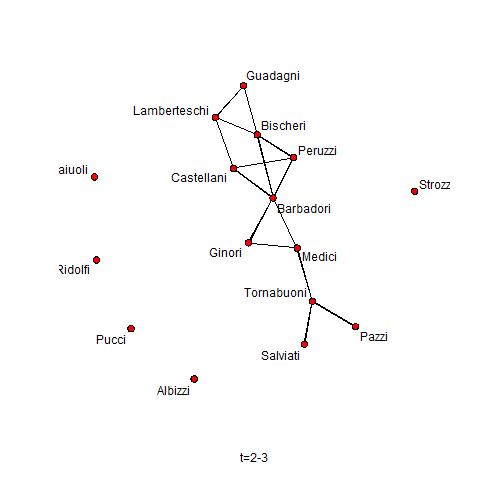 Guadagni
Lamberteschi
Bischeri
Peruzzi
aiuoli
Castellani
Strozz
Barbadori
Ginori
Medici
Ridolfi
Tornabuoni
Pucci
Pazzi
Salviati
Albizzi
t=2-3